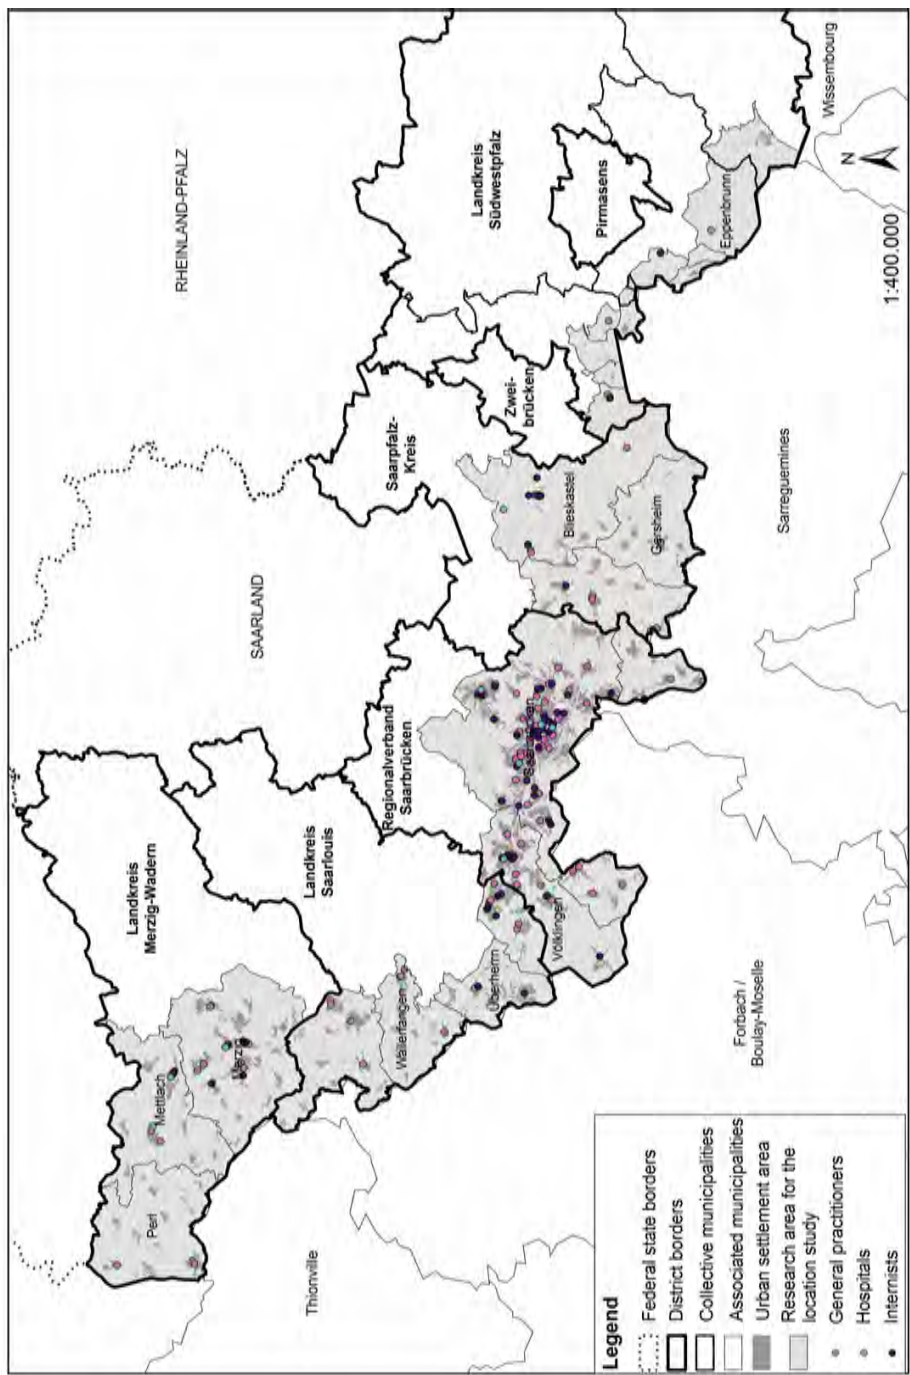 RHEINLAND-PFALZ
SAARLAND
Landkreis
Merzig-Wadern
Landkreis
Saarlouis
Regionalverband
Saarbrücken
Saarpfalz-
Kreis
Zwei-
brücken
Landkreis
Südwestpfalz
Pirmasens
Perl
Mettlach
Merzig
Wallerfangen
Überherrn
Völklingen
Saarbrücken
Blieskastel
Gersheim
Eppenbrunn
Thionville
Forbach /
Boulay-Moselle
Sarreguemines
Wissembourg
N
1:400.000
Legend
Federal state borders
District borders
Collective municipalities
Associated municipalities
Urban settlement area
Research area for the
location study
General practitioners
Hospitals
Internists